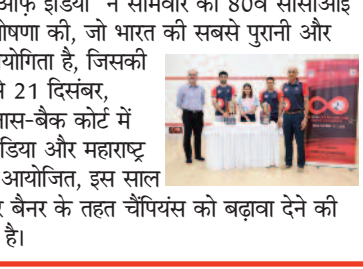 ऑफ़ इंडिया ने सोमवार को 80वें सीसीआई
घोषणा की, जो भारत की सबसे पुरानी और
योगिता है, जिसकी
21 दिसंबर,
लास-बैक कोर्ट में
इंडिया और महाराष्ट्र
आयोजित, इस साल
बैनर के तहत चैंपियंस को बढ़ावा देने की
है।